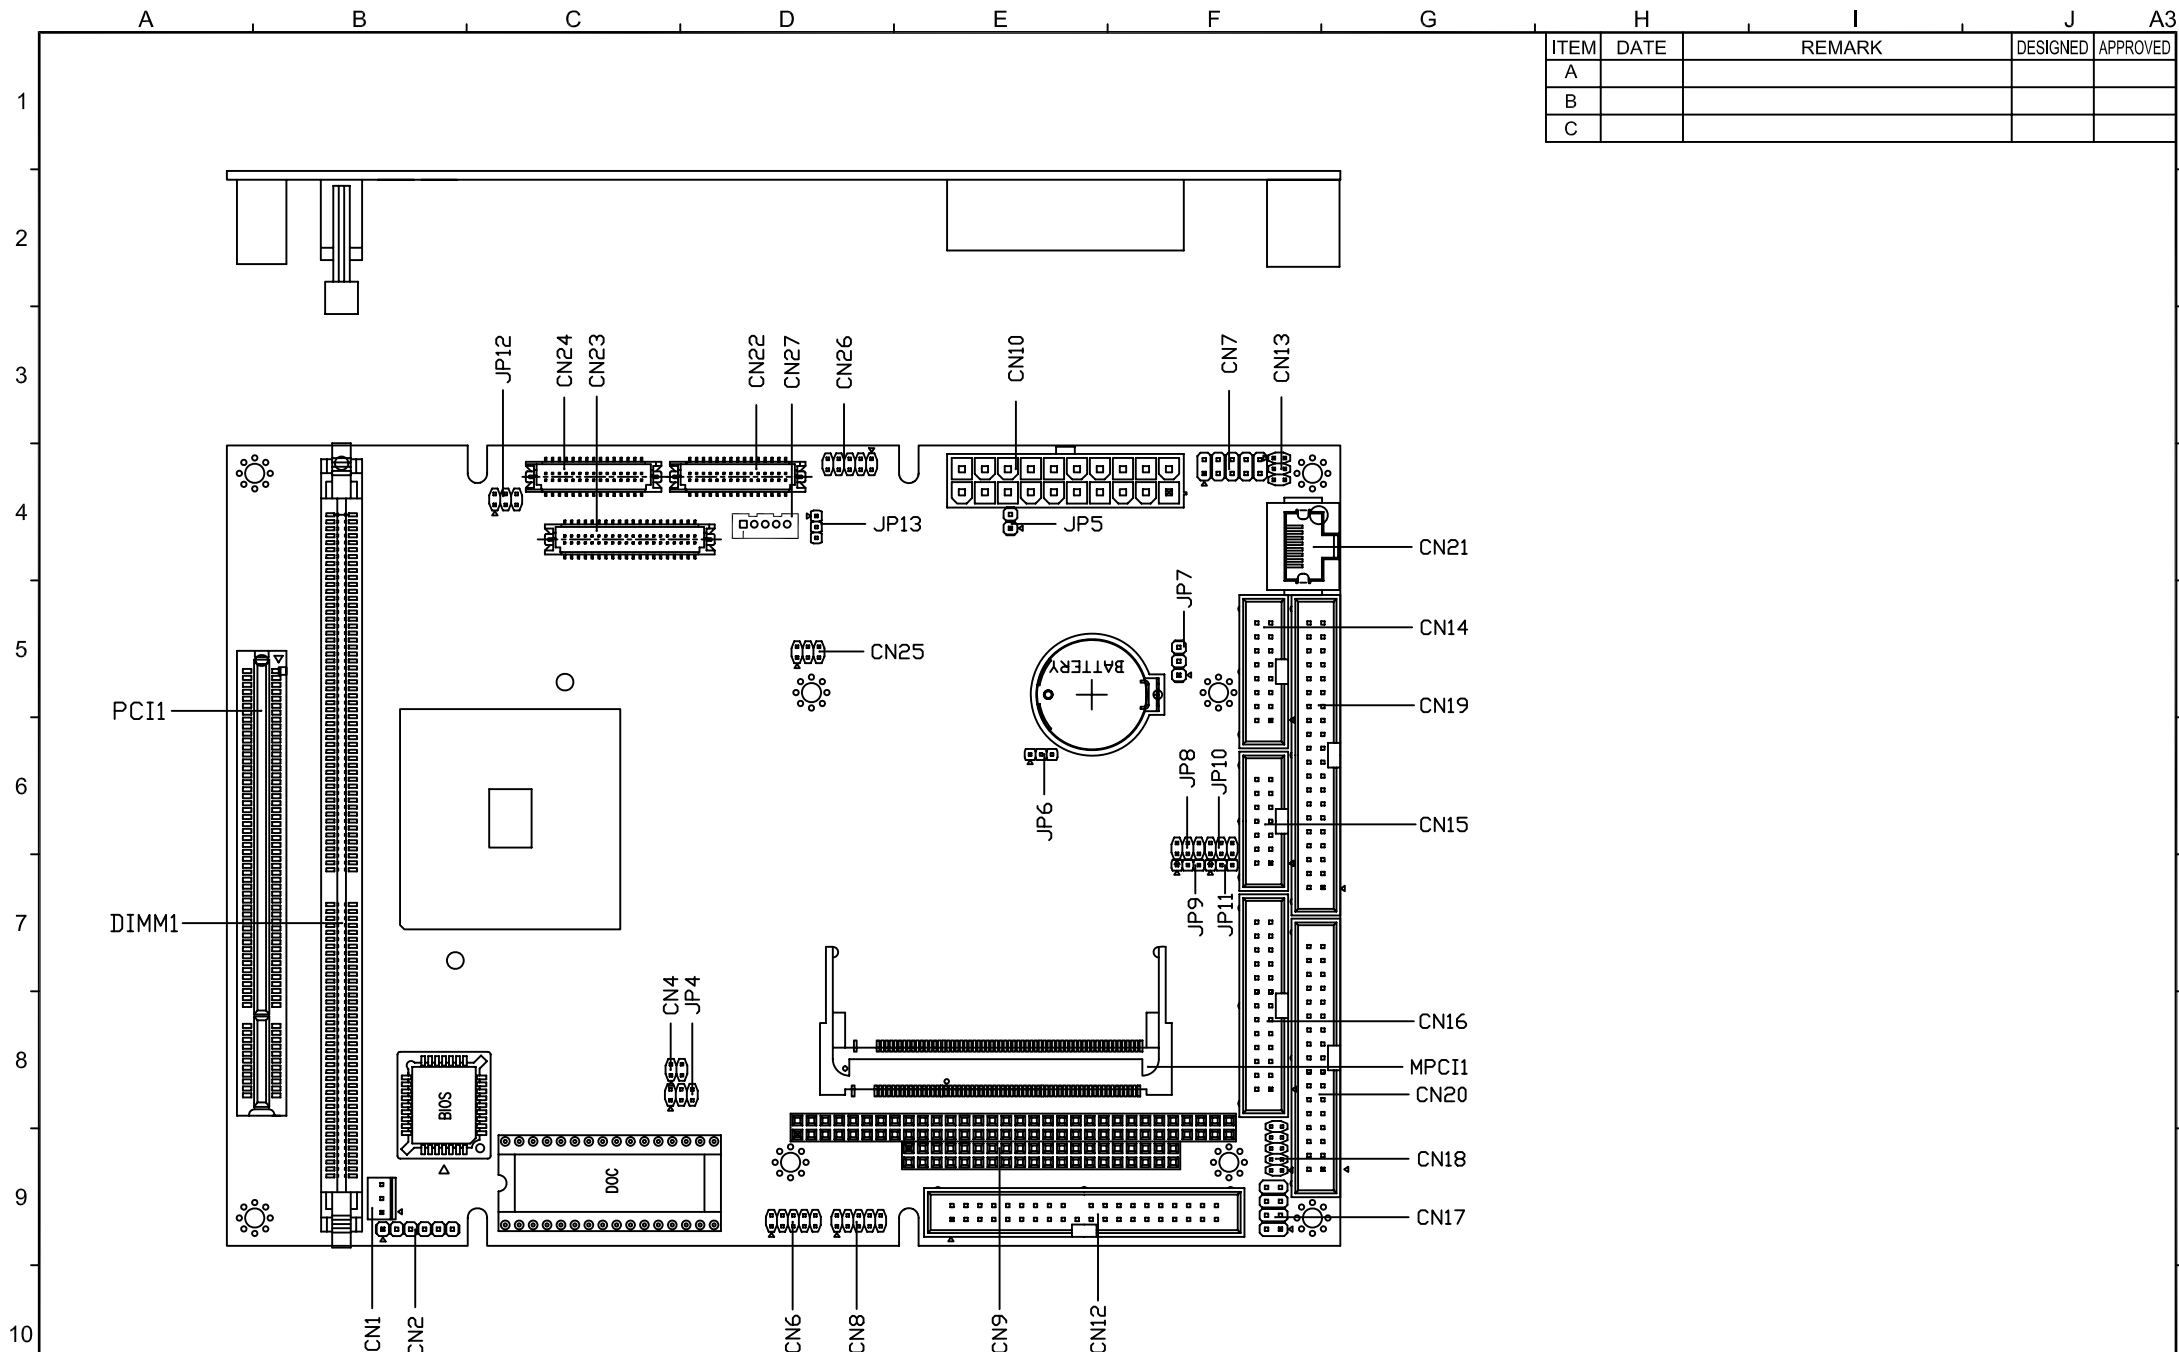 A B C D E F G H I J A3
ITEM DATE REMARK DESIGNED APPROVED
A
B
C
1
2
3
4
5
6
7
8
9
10
JP12
CN24
CN23
CN22
CN27
CN26
CN10
CN7
CN13
JP13
JP5
CN21
JP7
CN14
CN25
BATTERY
CN19
PCI1
JP8
JP10
JP6
CN15
JP9
JP11
DIMM1
CN4
JP4
CN16
MPCI1
CN20
BIOS
DOC
CN18
CN17
CN1
CN2
CN6
CN8
CN9
CN12